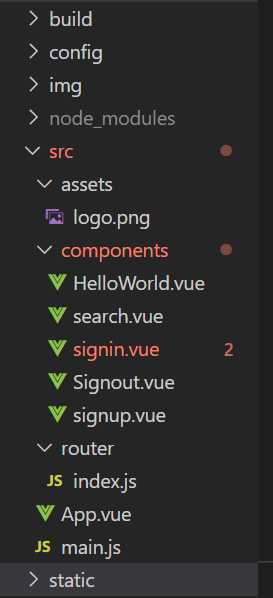 build
config
img
node_modules
src
assets
logo.png
components
HelloWorld.vue
search.vue
signin.vue 2
Signout.vue
signup.vue
router
JS index.js
App.vue
JS main.js
static